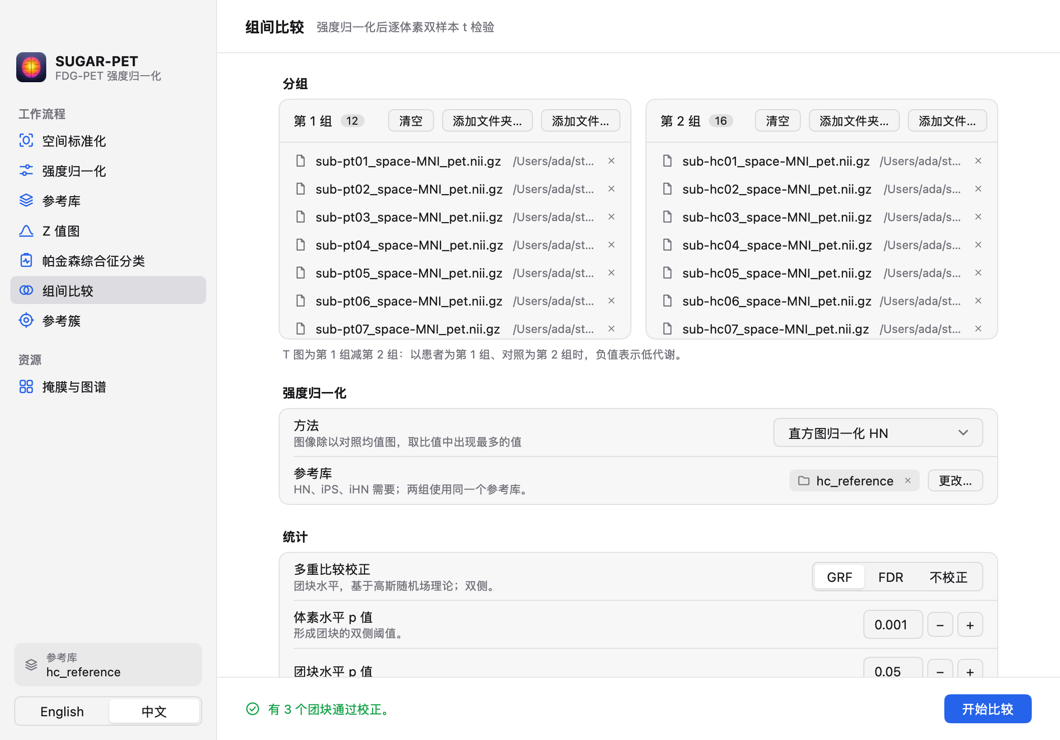 SUGAR-PET
FDG-PET 强度归一化
工作流程
空间标准化
强度归一化
参考库
Z 值图
帕金森综合征分类
组间比较
参考簇
资源
掩膜与图谱
参考库
hc_reference
English 中文
组间比较 强度归一化后逐体素双样本 t 检验
分组
第 1 组 12 清空 添加文件夹... 添加文件...
sub-pt01_space-MNI_pet.nii.gz /Users/ada/st... ×
sub-pt02_space-MNI_pet.nii.gz /Users/ada/st... ×
sub-pt03_space-MNI_pet.nii.gz /Users/ada/st... ×
sub-pt04_space-MNI_pet.nii.gz /Users/ada/st... ×
sub-pt05_space-MNI_pet.nii.gz /Users/ada/st... ×
sub-pt06_space-MNI_pet.nii.gz /Users/ada/st... ×
sub-pt07_space-MNI_pet.nii.gz /Users/ada/st... ×
第 2 组 16 清空 添加文件夹... 添加文件...
sub-hc01_space-MNI_pet.nii.gz /Users/ada/s... ×
sub-hc02_space-MNI_pet.nii.gz /Users/ada/s... ×
sub-hc03_space-MNI_pet.nii.gz /Users/ada/s... ×
sub-hc04_space-MNI_pet.nii.gz /Users/ada/s... ×
sub-hc05_space-MNI_pet.nii.gz /Users/ada/s... ×
sub-hc06_space-MNI_pet.nii.gz /Users/ada/s... ×
sub-hc07_space-MNI_pet.nii.gz /Users/ada/s... ×
T 图为第 1 组减第 2 组：以患者为第 1 组、对照为第 2 组时，负值表示低代谢。
强度归一化
方法
图像除以对照均值图，取比值中出现最多的值
直方图归一化 HN
参考库
HN、iPS、iHN 需要；两组使用同一个参考库。
hc_reference × 更改...
统计
多重比较校正
团块水平，基于高斯随机场理论；双侧。
GRF FDR 不校正
体素水平 p 值
形成团块的双侧阈值。
0.001 − +
团块水平 p 值
0.05 − +
有 3 个团块通过校正。
开始比较